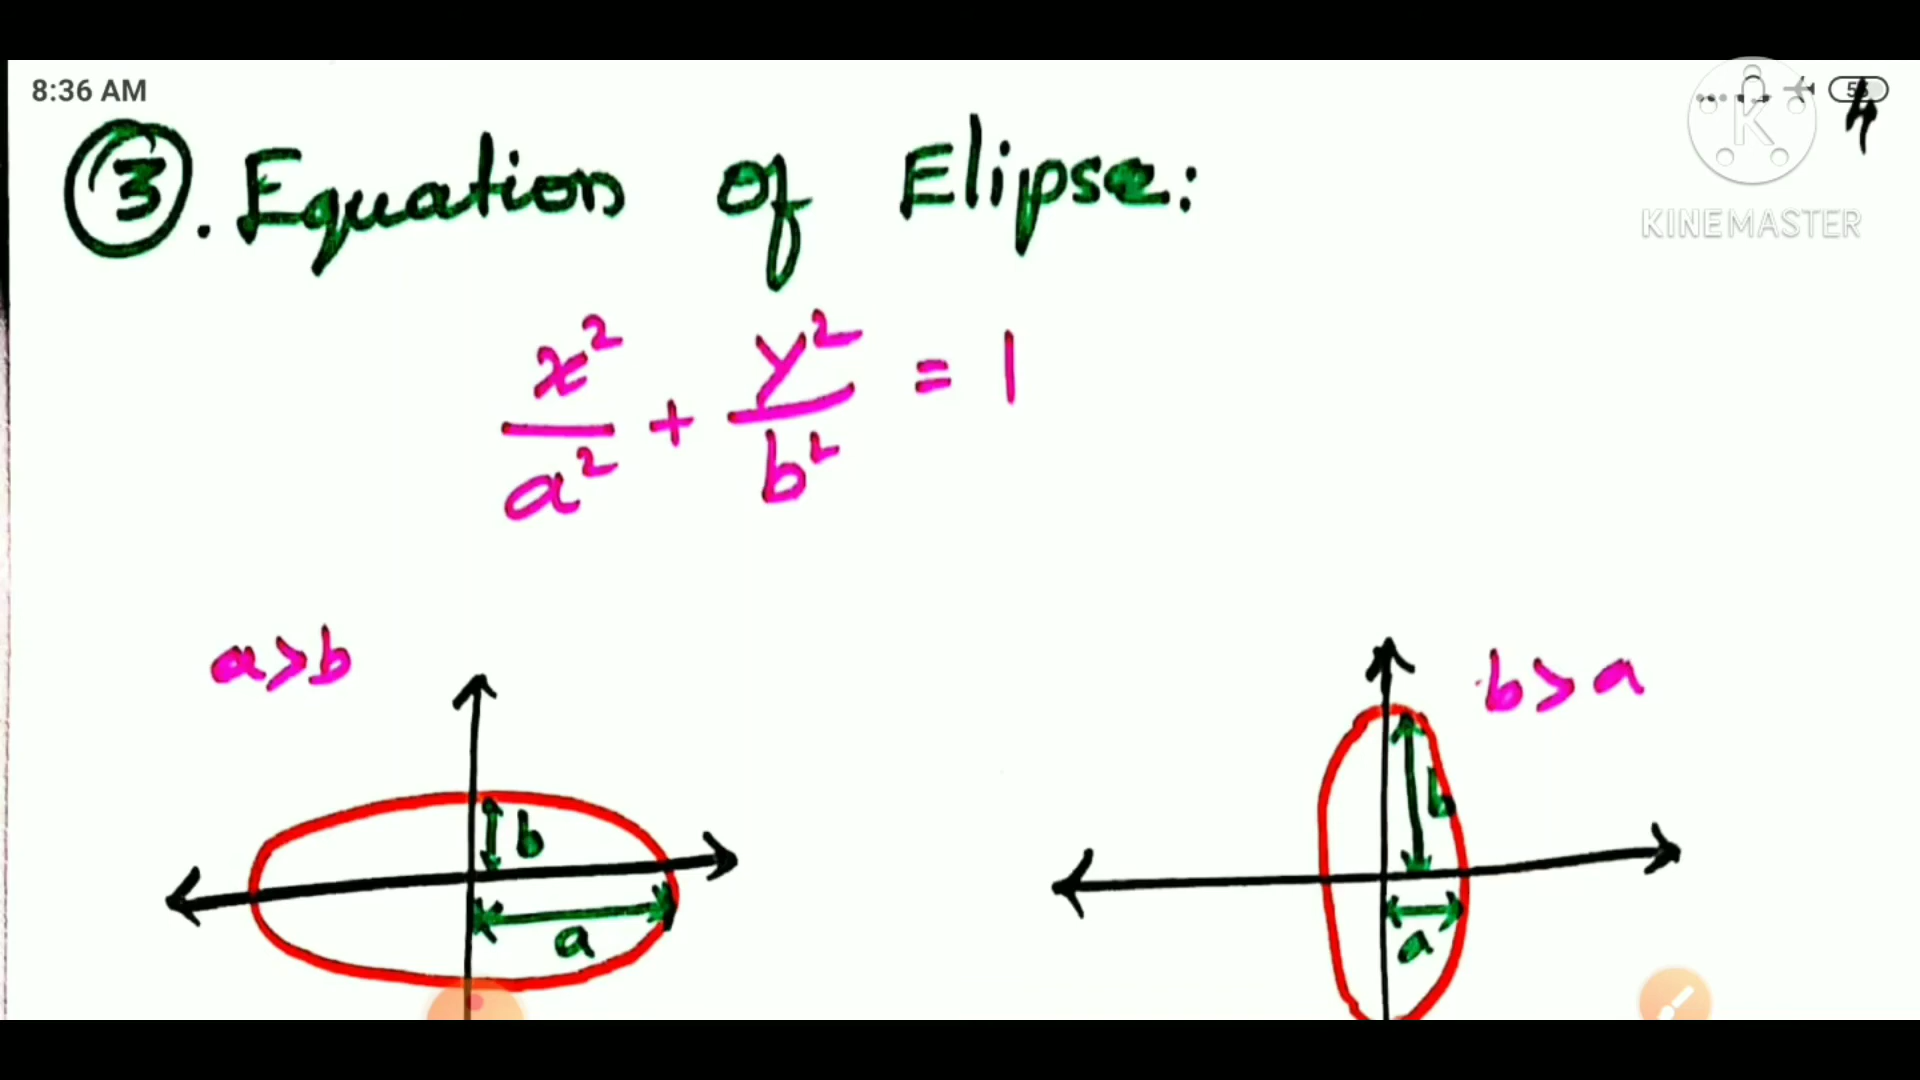 8:36 AM
KINEMASTER
③. Equation of Elipse:
x²/a² + y²/b² = 1
a>b
b>a
b
a
b
a